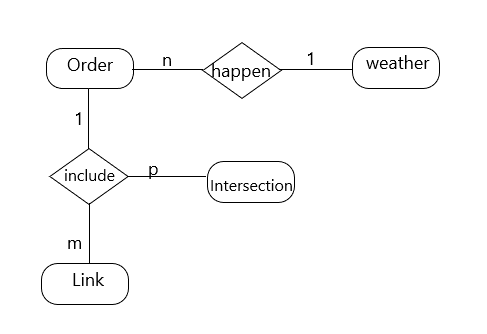 Order
n
happen
1
weather
1
include
p
Intersection
m
Link